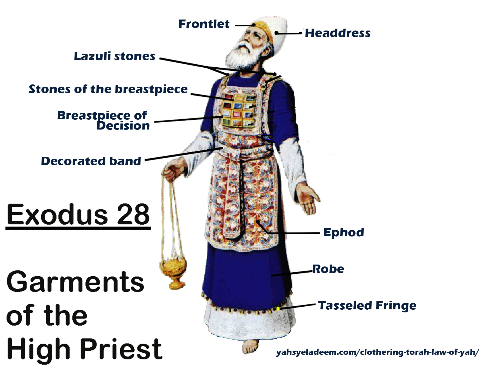 Frontlet
Headdress
Lazuli stones
Stones of the breastpiece
Breastpiece of
Decision
Decorated band
Exodus 28
Ephod
Garments
of the
High Priest
Robe
Tasseled Fringe
yahsyeladeem.com/clothering-torah-law-of-yah/